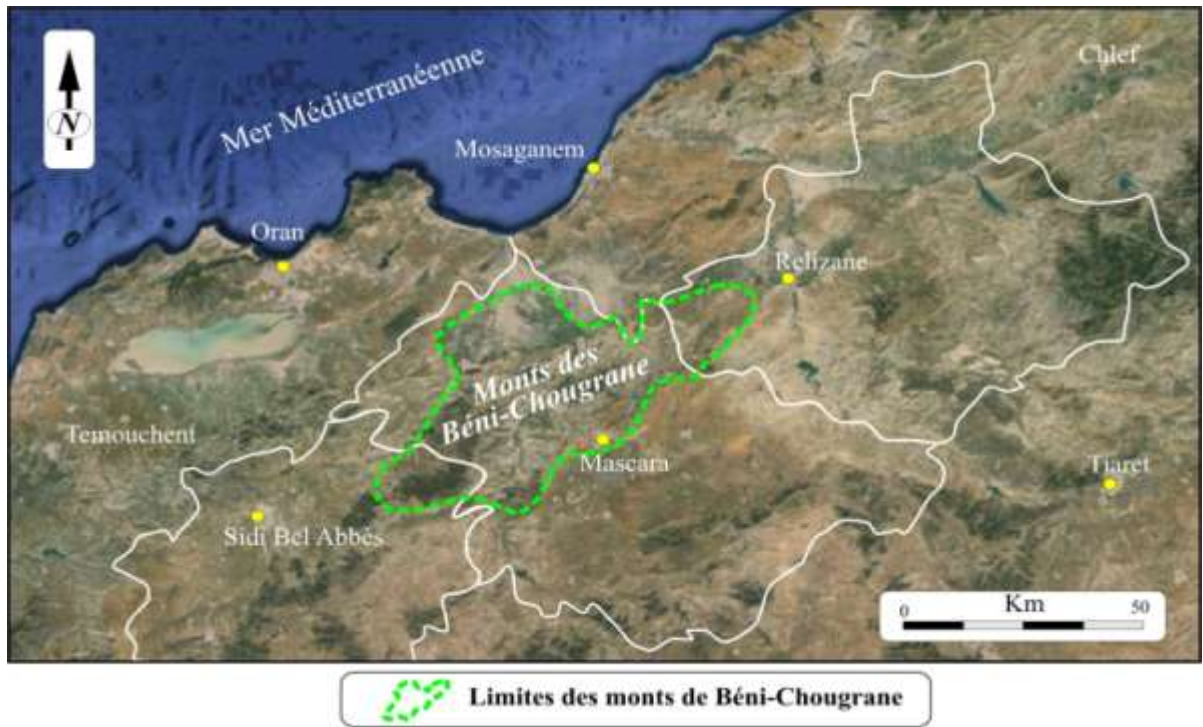 Chlef
N
Mer Méditerranéenne
Mosaganem
Oran
Relizane
Monts des
Béni-Chougrane
Temouchent
Mascara
Tiaret
Sidi Bel Abbés
Km
0 50
Limites des monts de Béni-Chougrane